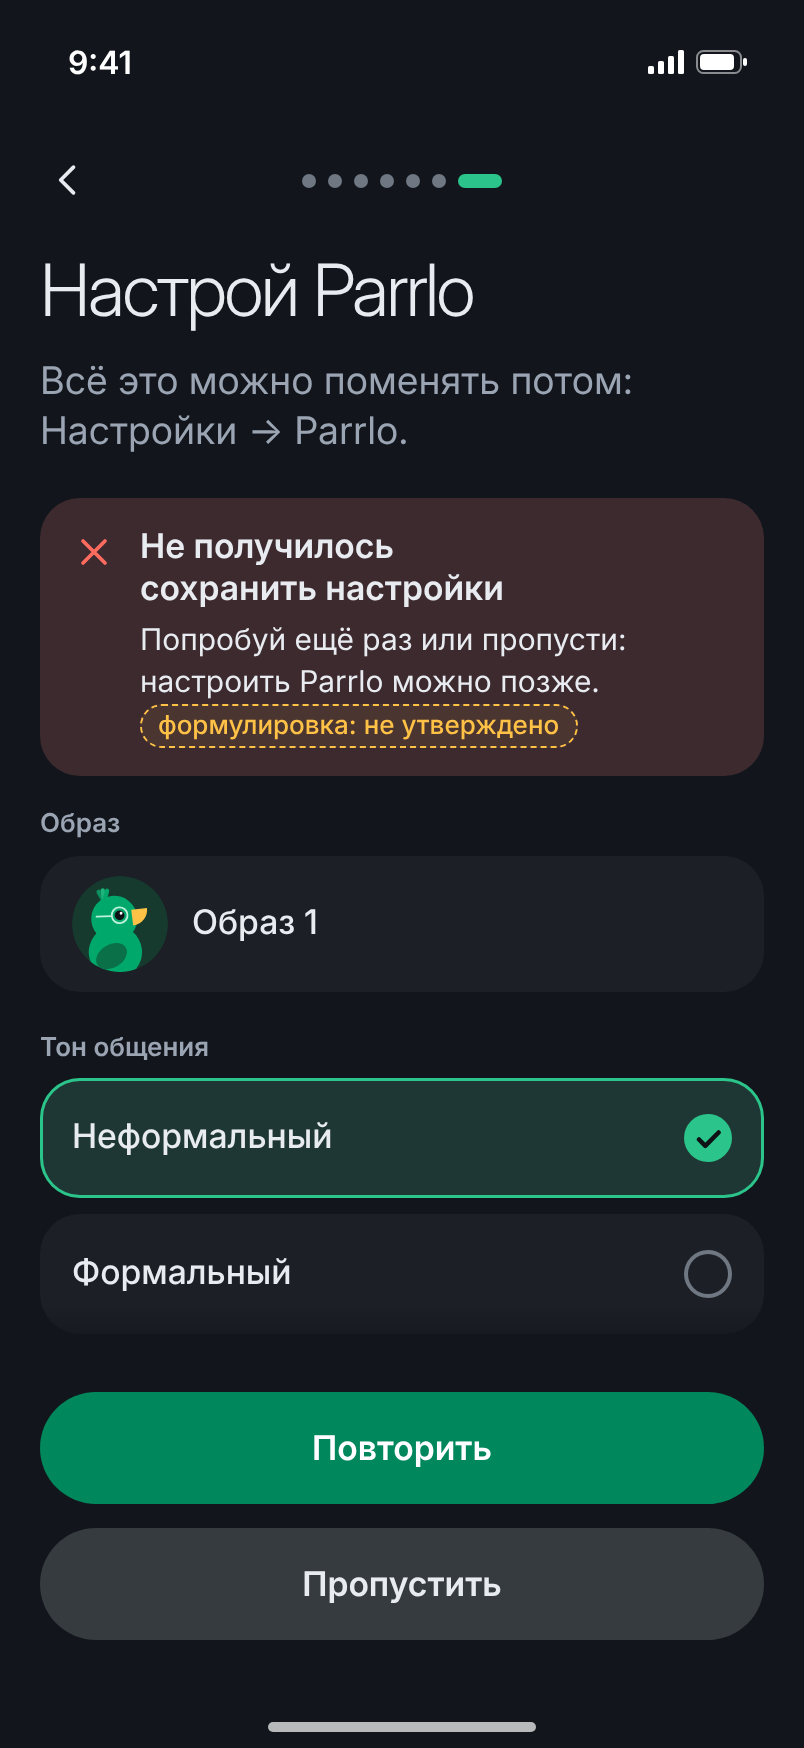 9:41
Настрой Parrlo
Всё это можно поменять потом:
Настройки → Parrlo.
Не получилось
сохранить настройки
Попробуй ещё раз или пропусти:
настроить Parrlo можно позже.
формулировка: не утверждено
Образ
Образ 1
Тон общения
Неформальный
Формальный
Повторить
Пропустить